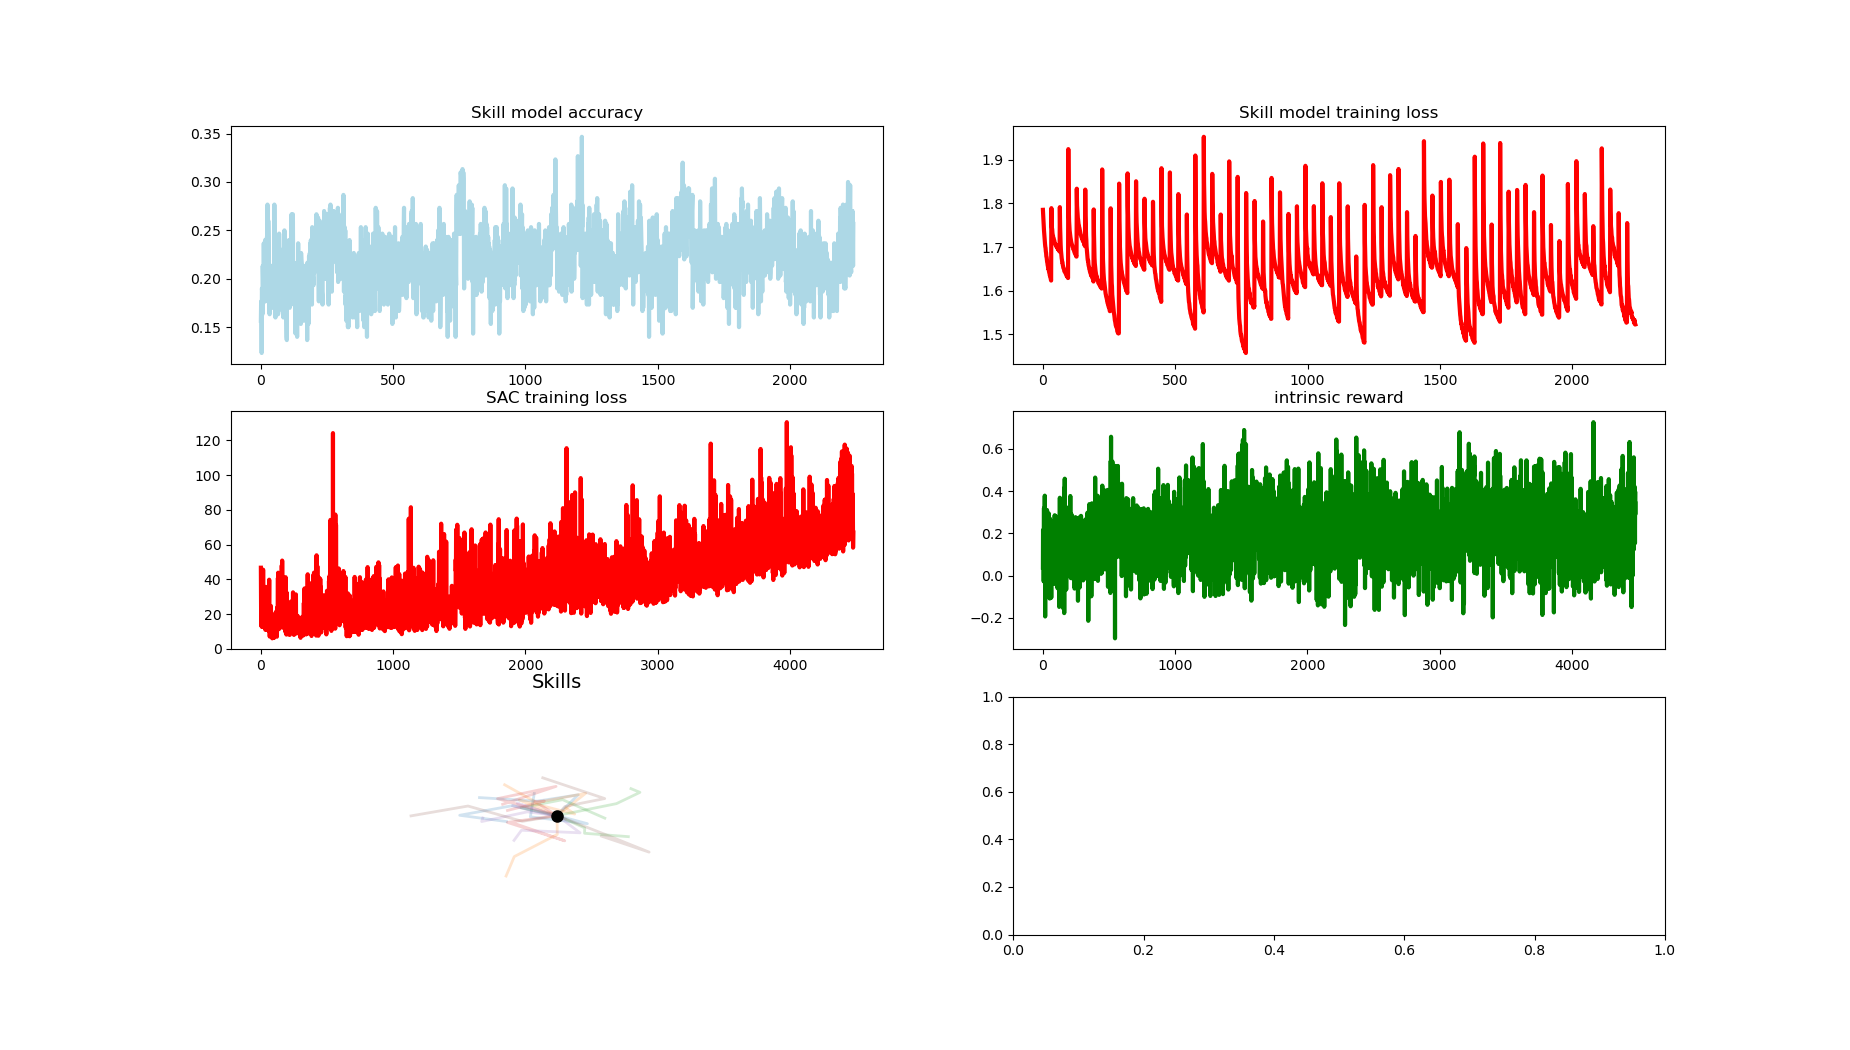 Skill model accuracy
0.35
0.30
0.25
0.20
0.15
0 500 1000 1500 2000
Skill model training loss
1.9
1.8
1.7
1.6
1.5
0 500 1000 1500 2000
SAC training loss
120
100
80
60
40
20
0
0 1000 2000 3000 4000
intrinsic reward
0.6
0.4
0.2
0.0
−0.2
0 1000 2000 3000 4000
Skills
1.0
0.8
0.6
0.4
0.2
0.0
0.0 0.2 0.4 0.6 0.8 1.0